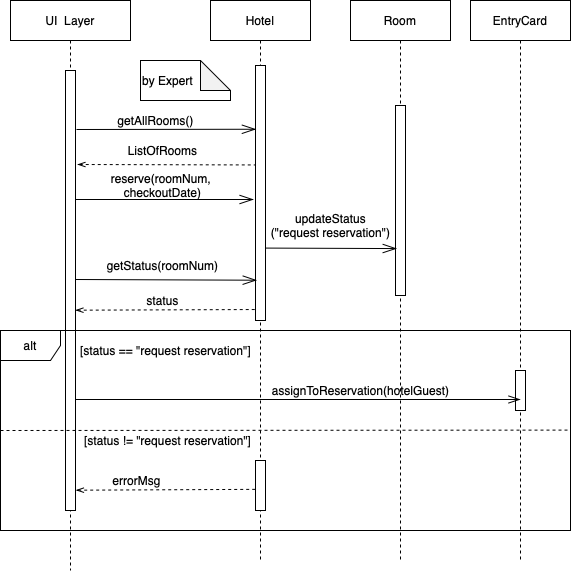 UI Layer
Hotel
Room
EntryCard
by Expert
getAllRooms()
ListOfRooms
reserve(roomNum,
checkoutDate)
updateStatus
("request reservation")
getStatus(roomNum)
status
alt
[status == "request reservation"]
assignToReservation(hotelGuest)
[status != "request reservation"]
errorMsg